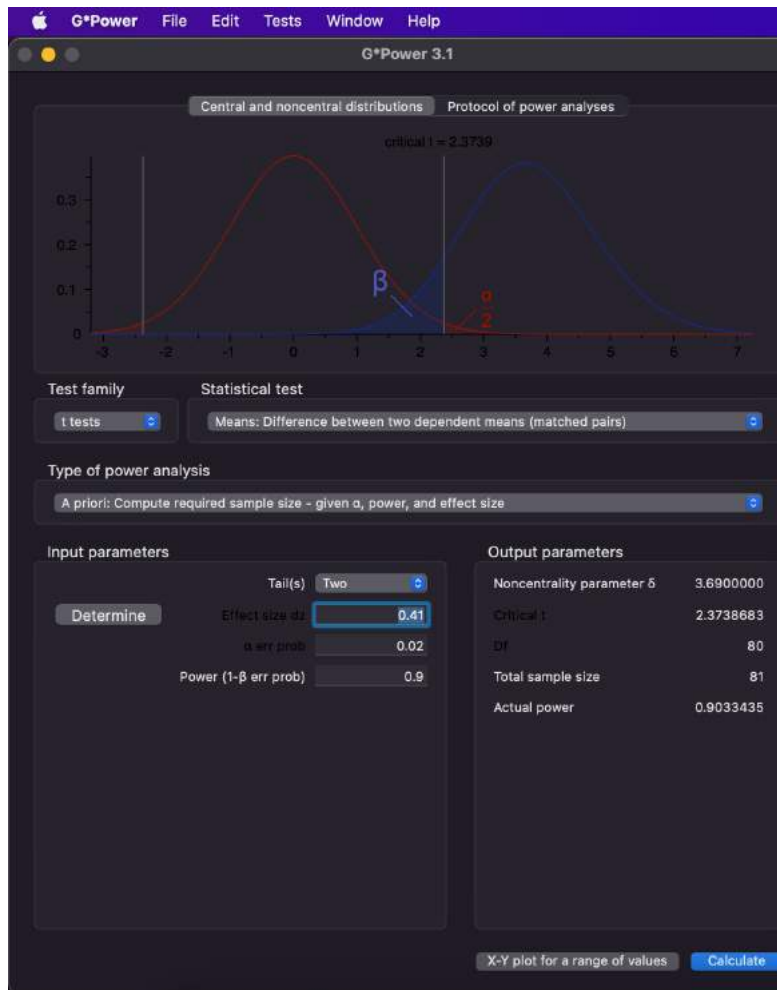 G*Power File Edit Tests Window Help
G*Power 3.1
Central and noncentral distributions Protocol of power analyses
critical t = 2.3739
0.3
0.2
0.1
0
β
α
2
-3 -2 -1 0 1 2 3 4 5 6 7
Test family Statistical test
t tests Means: Difference between two dependent means (matched pairs)
Type of power analysis
A priori: Compute required sample size - given α, power, and effect size
Input parameters Output parameters
Tail(s) Two Noncentrality parameter δ 3.6900000
Determine Effect size dz 0.41 Critical t 2.3738683
α err prob 0.02 Df 80
Power (1-β err prob) 0.9 Total sample size 81
Actual power 0.9033435
X-Y plot for a range of values Calculate